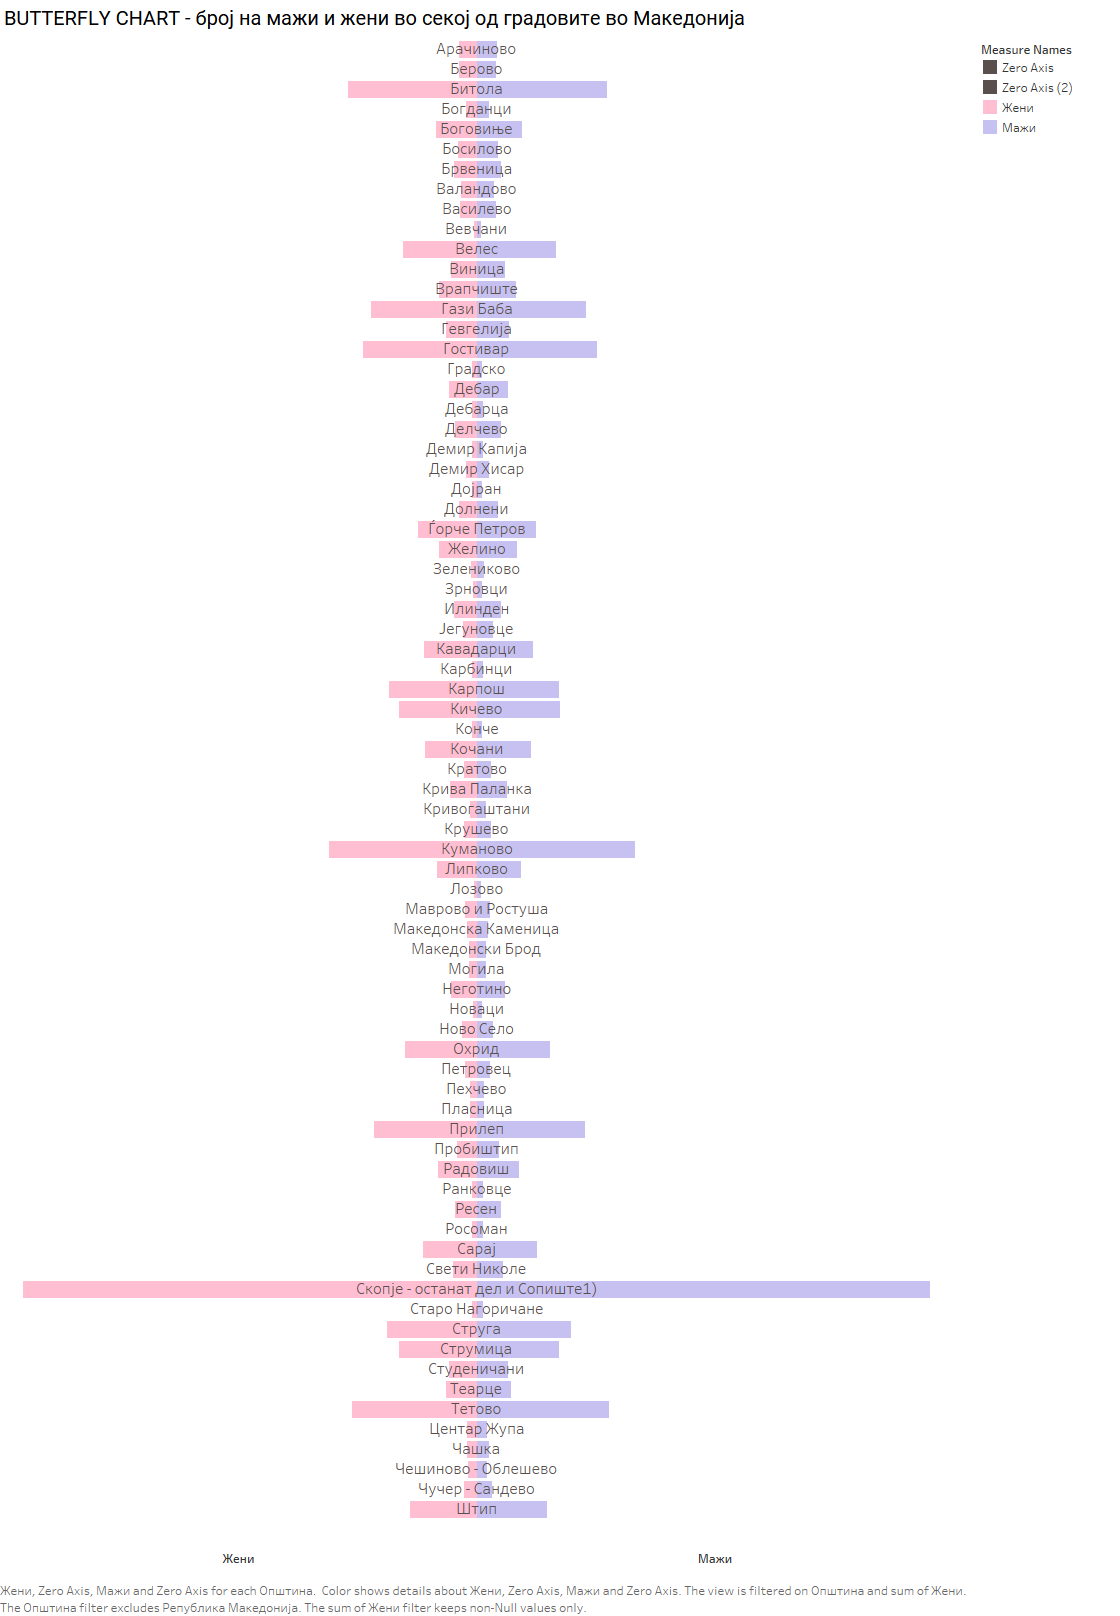 BUTTERFLY CHART - број на мажи и жени во секој од градовите во Македонија
Measure Names
Zero Axis
Zero Axis (2)
Жени
Мажи
Арачиново
Берово
Битола
Богданци
Боговиње
Босилово
Брвеница
Валандово
Василево
Вевчани
Велес
Виница
Врапчиште
Гази Баба
Гевгелија
Гостивар
Градско
Дебар
Дебарца
Делчево
Демир Капија
Демир Хисар
Дојран
Долнени
Ѓорче Петров
Желино
Зелениково
Зрновци
Илинден
Јегуновце
Кавадарци
Карбинци
Карпош
Кичево
Конче
Кочани
Кратово
Крива Паланка
Кривогаштани
Крушево
Куманово
Липково
Лозово
Маврово и Ростуша
Македонска Каменица
Македонски Брод
Могила
Неготино
Новаци
Ново Село
Охрид
Петровец
Пехчево
Пласница
Прилеп
Пробиштип
Радовиш
Ранковце
Ресен
Росоман
Сарај
Свети Николе
Скопје - останат дел и Сопиште1)
Старо Нагоричане
Струга
Струмица
Студеничани
Теарце
Тетово
Центар Жупа
Чашка
Чешиново - Облешево
Чучер - Сандево
Штип
Жени
Мажи
Жени, Zero Axis, Мажи and Zero Axis for each Општина. Color shows details about Жени, Zero Axis, Мажи and Zero Axis. The view is filtered on Општина and sum of Жени.
The Општина filter excludes Република Македонија. The sum of Жени filter keeps non-Null values only.